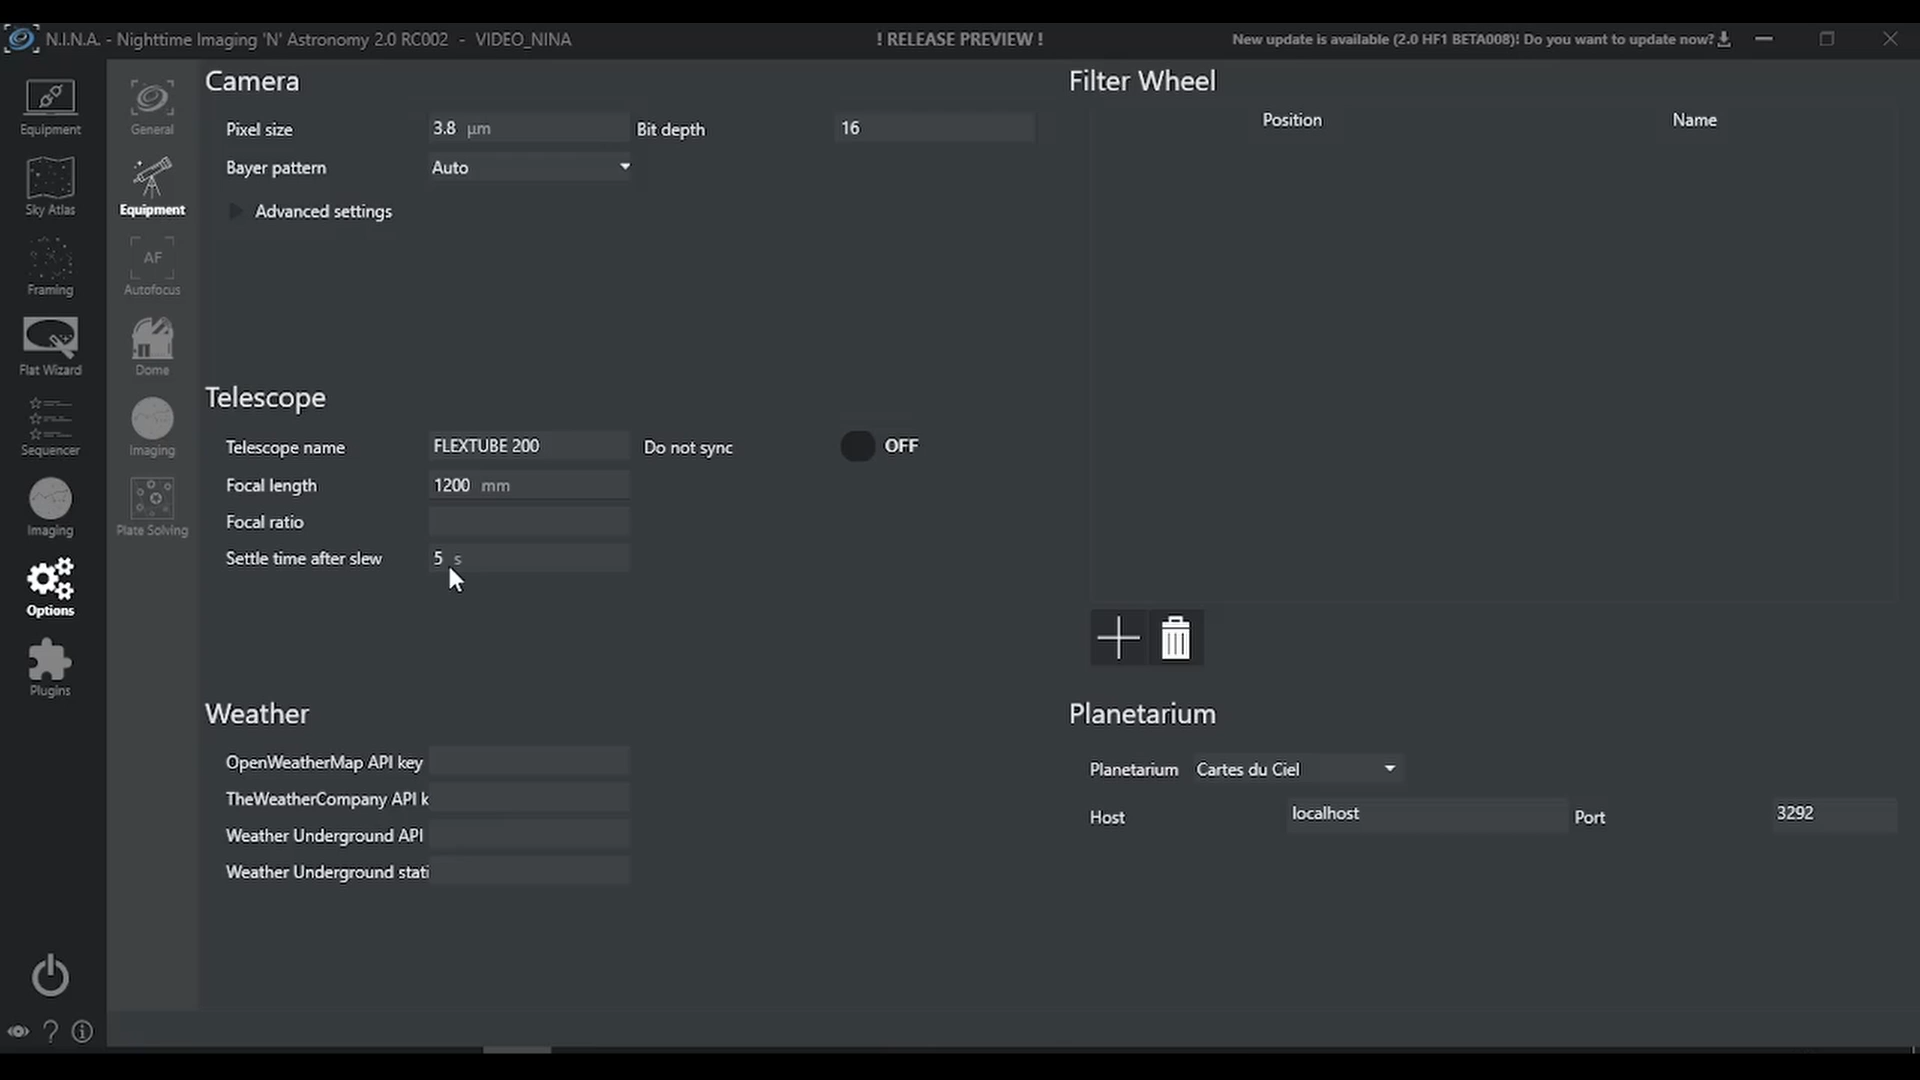 N.I.N.A. - Nighttime Imaging 'N' Astronomy 2.0 RC002 - VIDEO_NINA
! RELEASE PREVIEW !
New update is available (2.0 HF1 BETA008)! Do you want to update now?
Equipment
Sky Atlas
Framing
Flat Wizard
Sequencer
Imaging
Options
Plugins
General
Equipment
AF
Autofocus
Dome
Imaging
Plate Solving
Camera
Pixel size 3.8 µm Bit depth 16
Bayer pattern Auto
Advanced settings
Telescope
Telescope name FLEXTUBE 200 Do not sync OFF
Focal length 1200 mm
Focal ratio
Settle time after slew 5 s
Weather
OpenWeatherMap API key
TheWeatherCompany API k
Weather Underground API
Weather Underground stati
Filter Wheel
Position Name
Planetarium
Planetarium Cartes du Ciel
Host localhost Port 3292